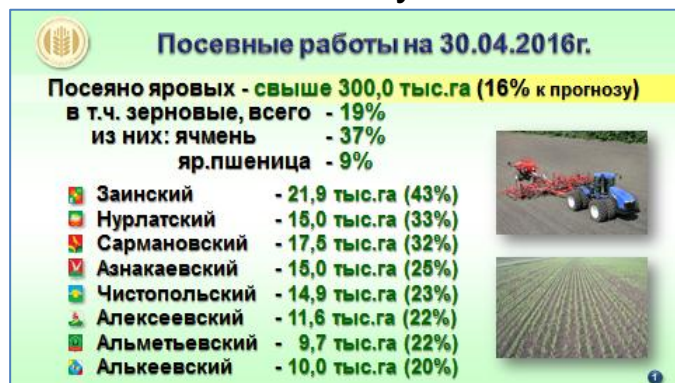 Посевные работы на 30.04.2016г.
Посеяно яровых - свыше 300,0 тыс.га (16% к прогнозу)
в т.ч. зерновые, всего - 19%
из них: ячмень - 37%
яр.пшеница - 9%
Заинский - 21,9 тыс.га (43%)
Нурлатский - 15,0 тыс.га (33%)
Сармановский - 17,5 тыс.га (32%)
Азнакаевский - 15,0 тыс.га (25%)
Чистопольский - 14,9 тыс.га (23%)
Алексеевский - 11,6 тыс.га (22%)
Альметьевский - 9,7 тыс.га (22%)
Алькеевский - 10,0 тыс.га (20%)
1